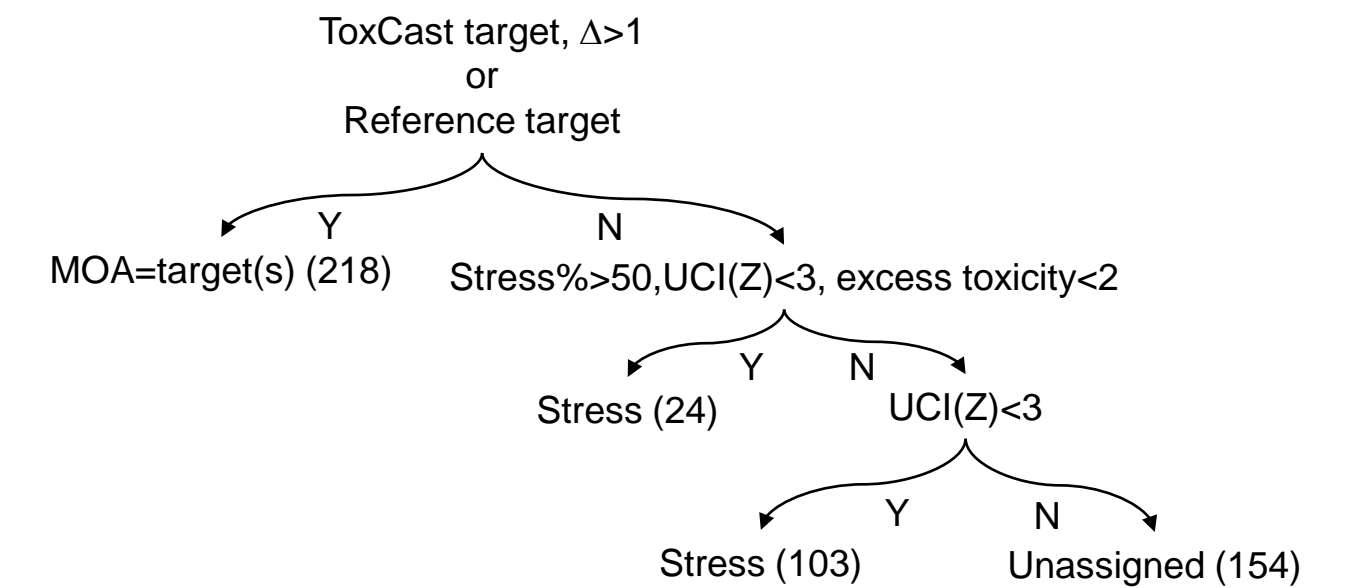 ToxCast target, Δ>1
or
Reference target
Y
N
MOA=target(s) (218)
Stress%>50,UCI(Z)<3, excess toxicity<2
Y
N
Stress (24)
UCI(Z)<3
Y
N
Stress (103)
Unassigned (154)